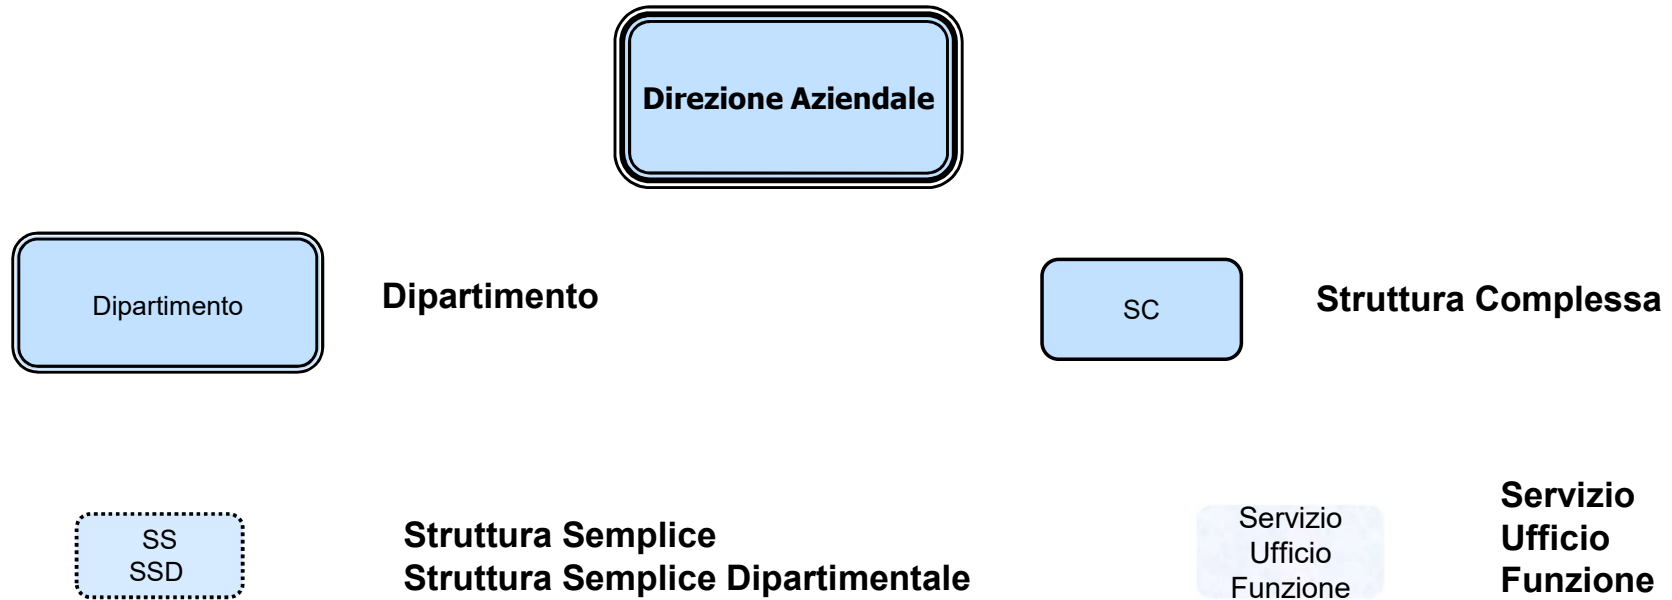 Direzione Aziendale
Dipartimento
Dipartimento
SC
Struttura Complessa
SS
SSD
Struttura Semplice
Struttura Semplice Dipartimentale
Servizio
Ufficio
Funzione
Servizio
Ufficio
Funzione